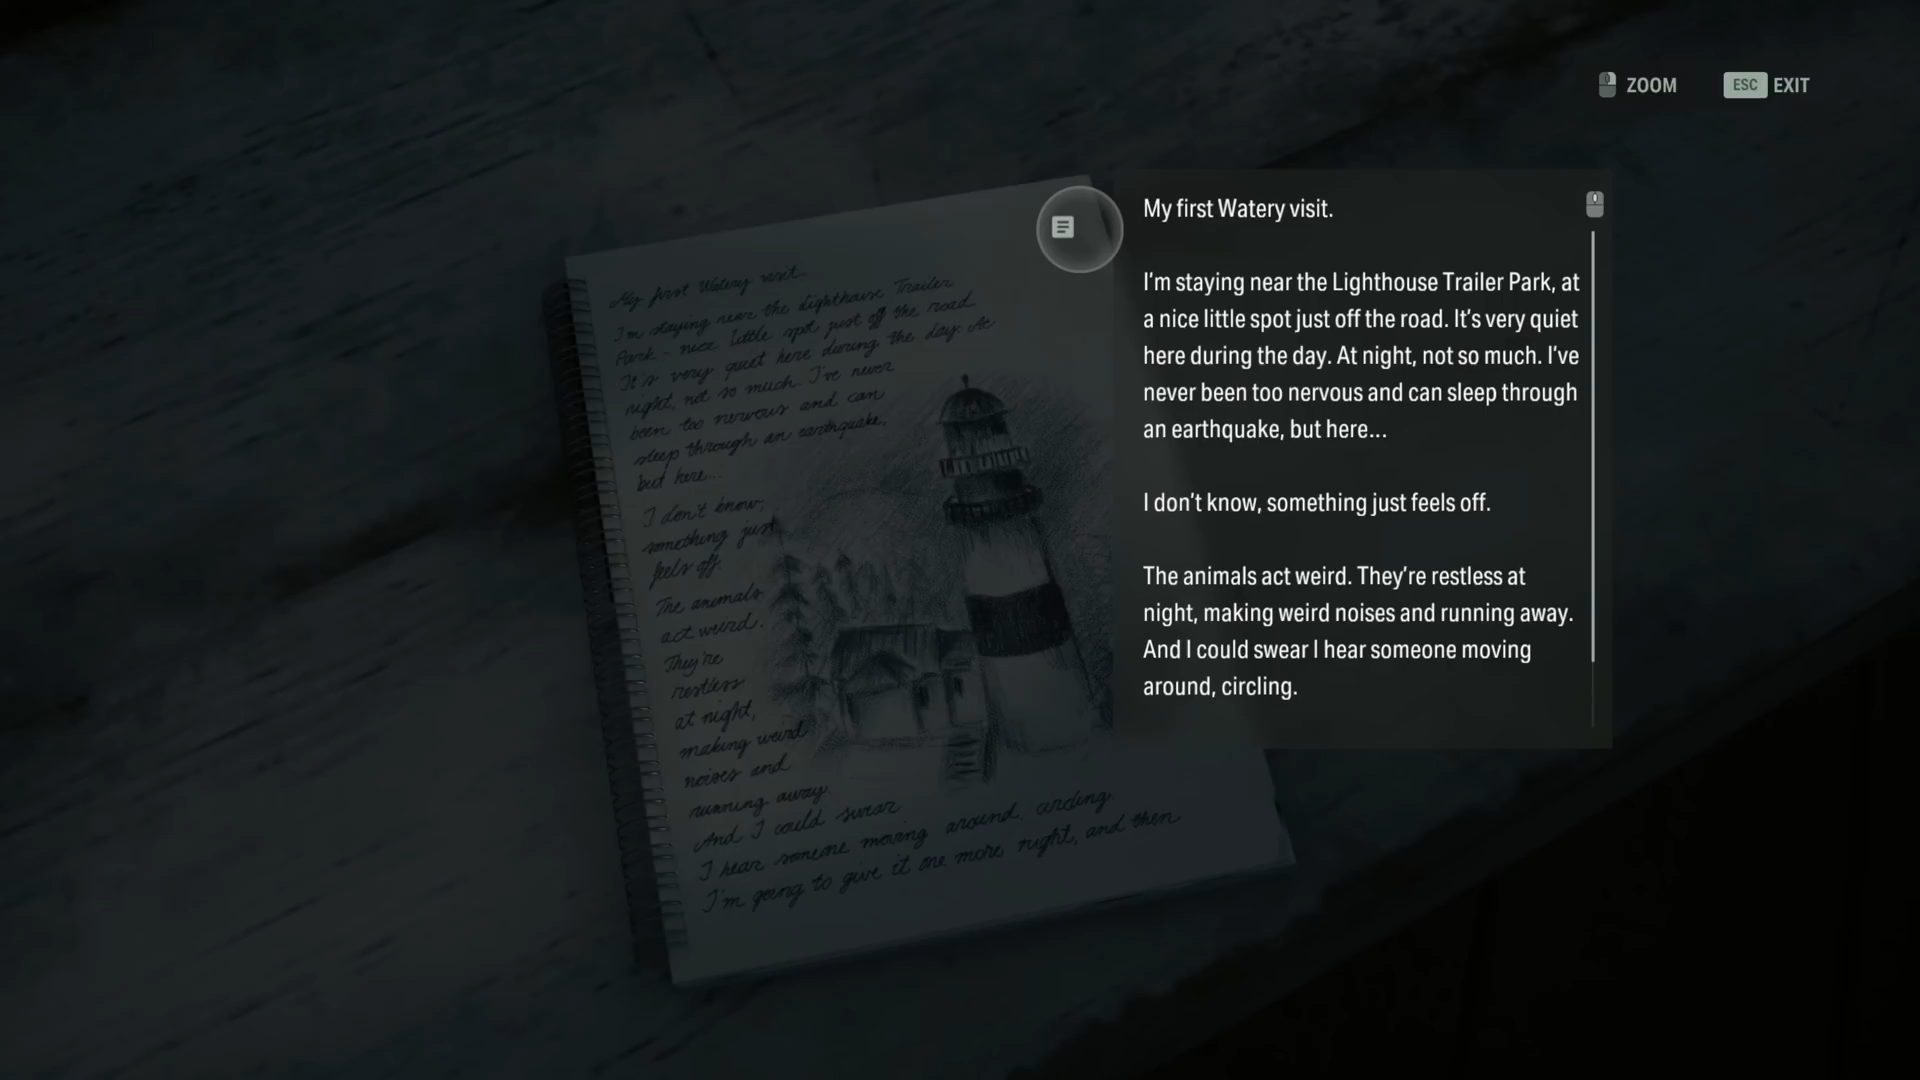 ZOOM
ESC EXIT
My first Watery visit.
I'm staying near the Lighthouse Trailer Park, at
a nice little spot just off the road. It's very quiet
here during the day. At night, not so much. I've
never been too nervous and can sleep through
an earthquake, but here...
I don't know, something just feels off.
The animals act weird. They're restless at
night, making weird noises and running away.
And I could swear I hear someone moving
around, circling.
My first Watery visit.
I'm staying near the Lighthouse Trailer
Park - nice little spot just off the road
It's very quiet here during the day. At
night, not so much. I've never
been too nervous and can
sleep through an earthquake,
but here...
I don't know,
something just
feels off.
The animals
act weird.
They're
restless
at night,
making weird
noises and
running away.
And I could swear
I hear someone moving around, circling
I'm going to give it one more night, and then